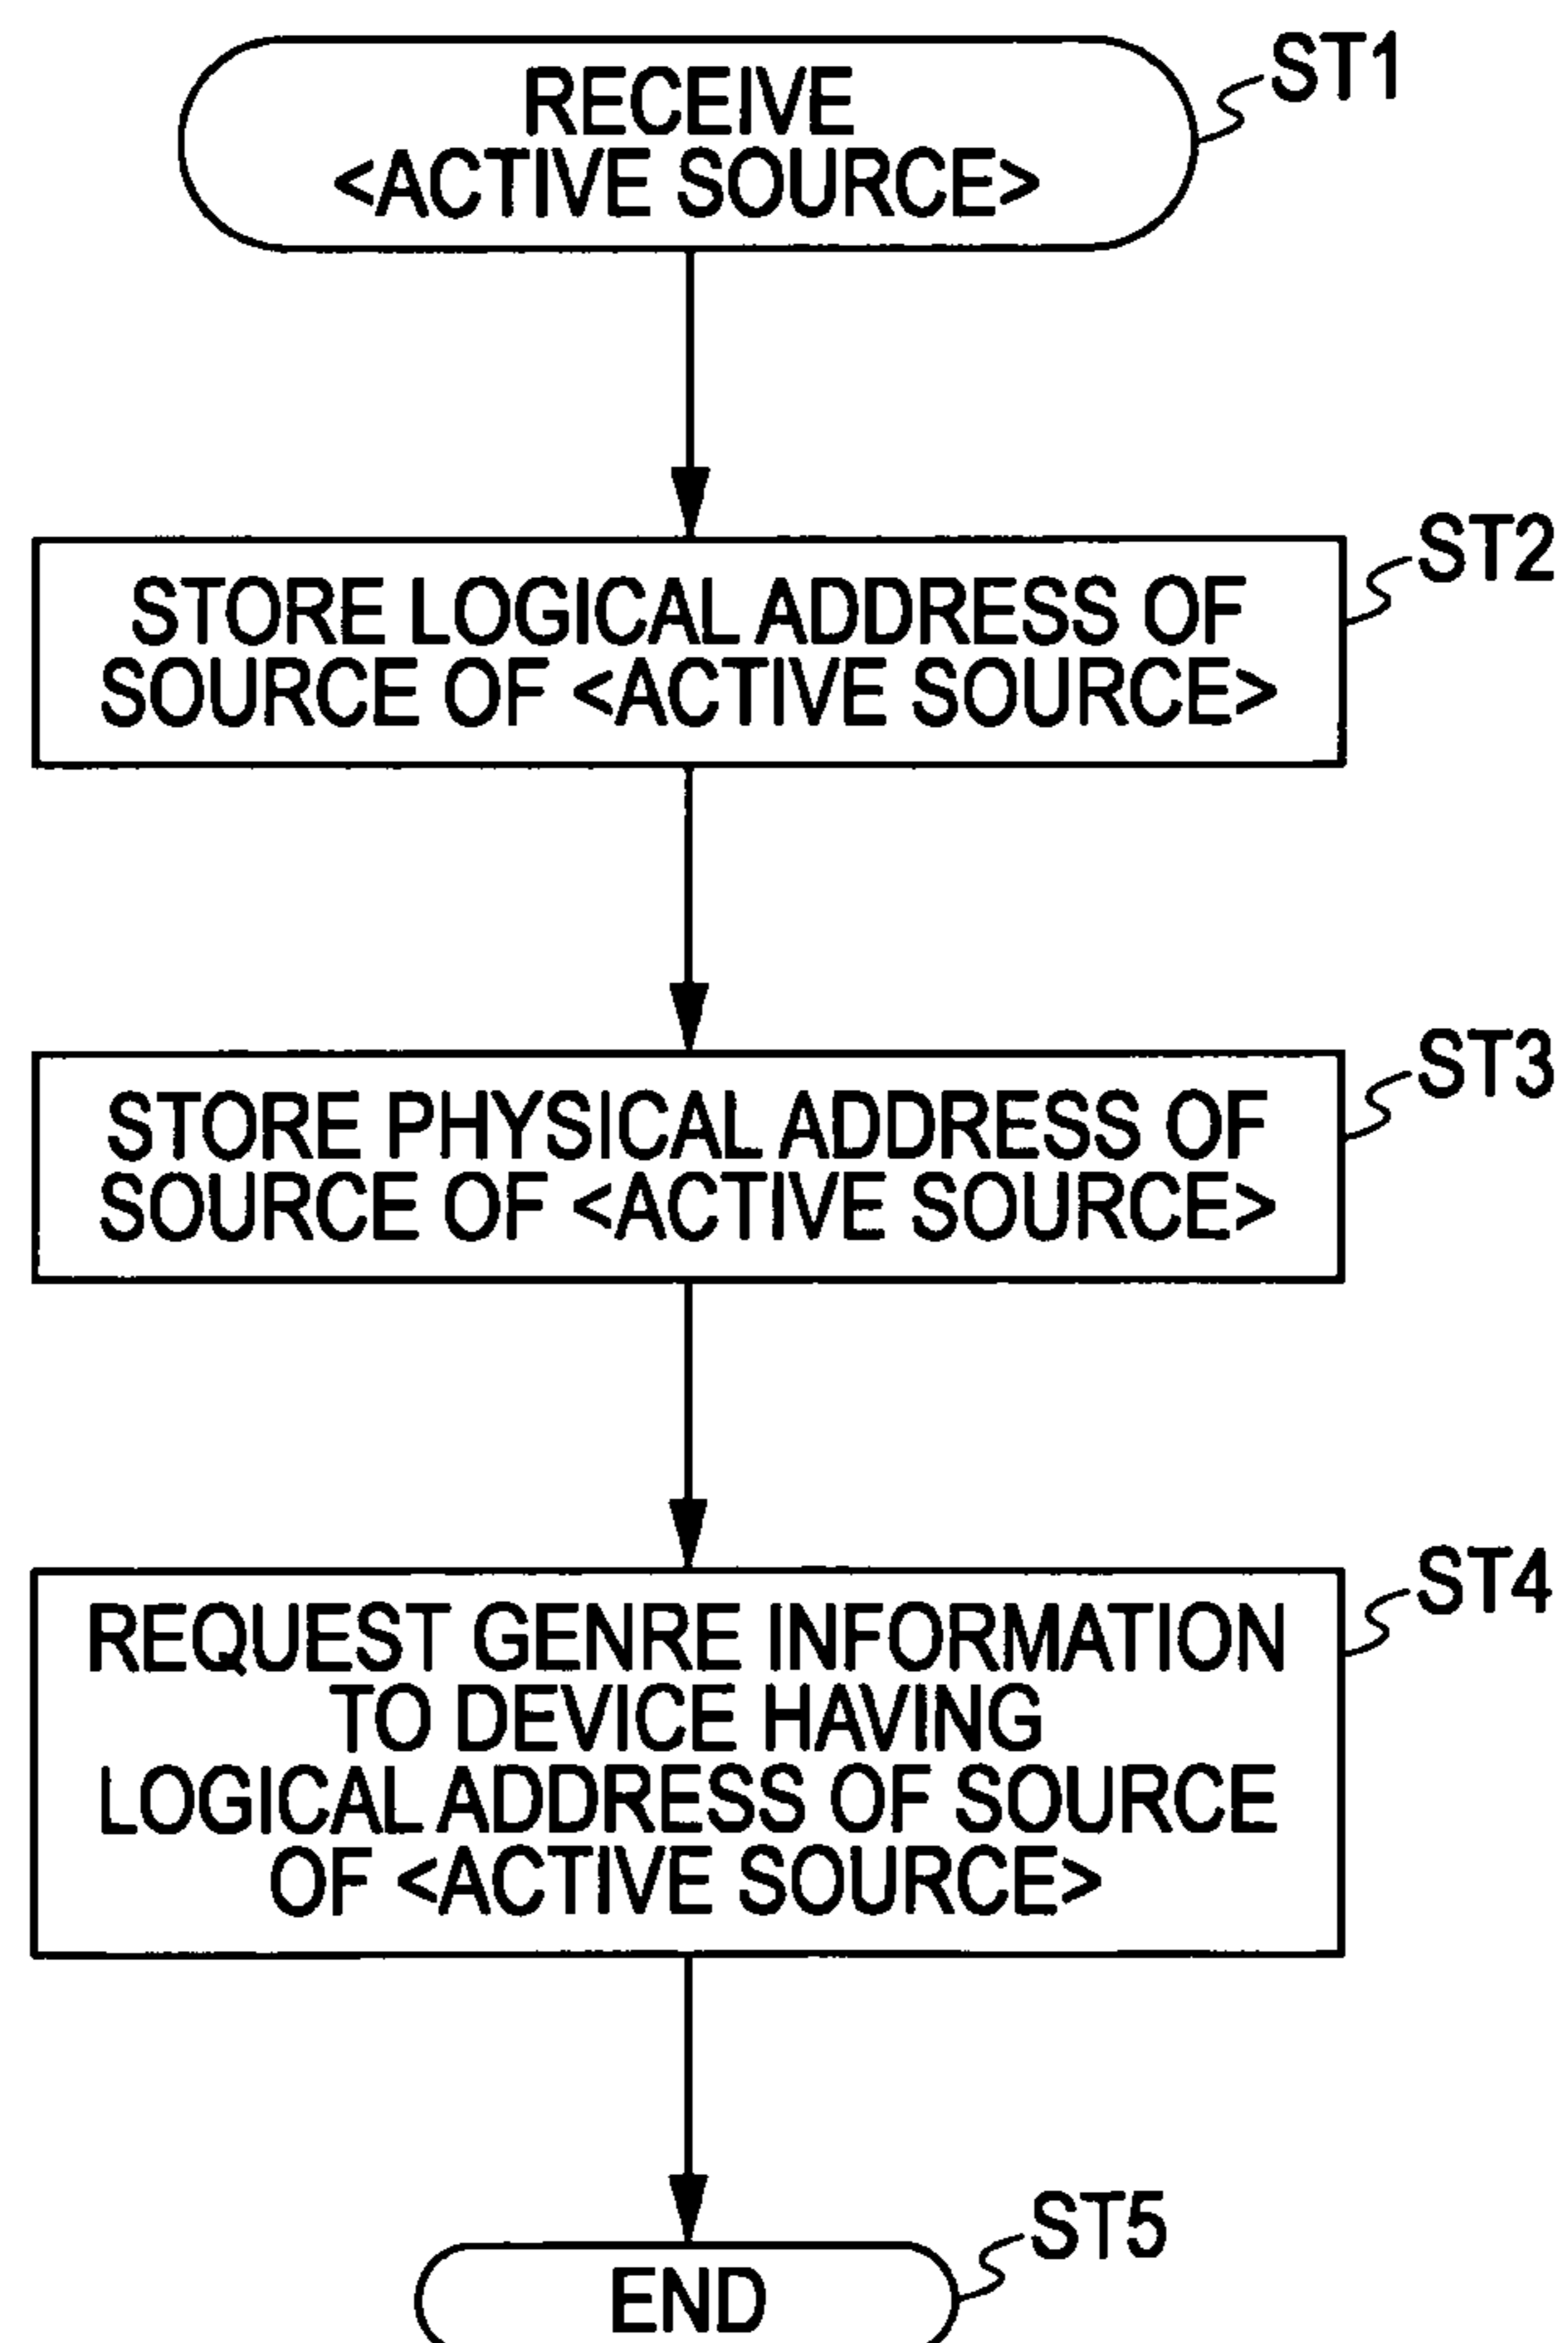 RECEIVE
<ACTIVE SOURCE>
ST1
STORE LOGICAL ADDRESS OF
SOURCE OF <ACTIVE SOURCE>
ST2
STORE PHYSICAL ADDRESS OF
SOURCE OF <ACTIVE SOURCE>
ST3
REQUEST GENRE INFORMATION
TO DEVICE HAVING
LOGICAL ADDRESS OF SOURCE
OF <ACTIVE SOURCE>
ST4
END
ST5